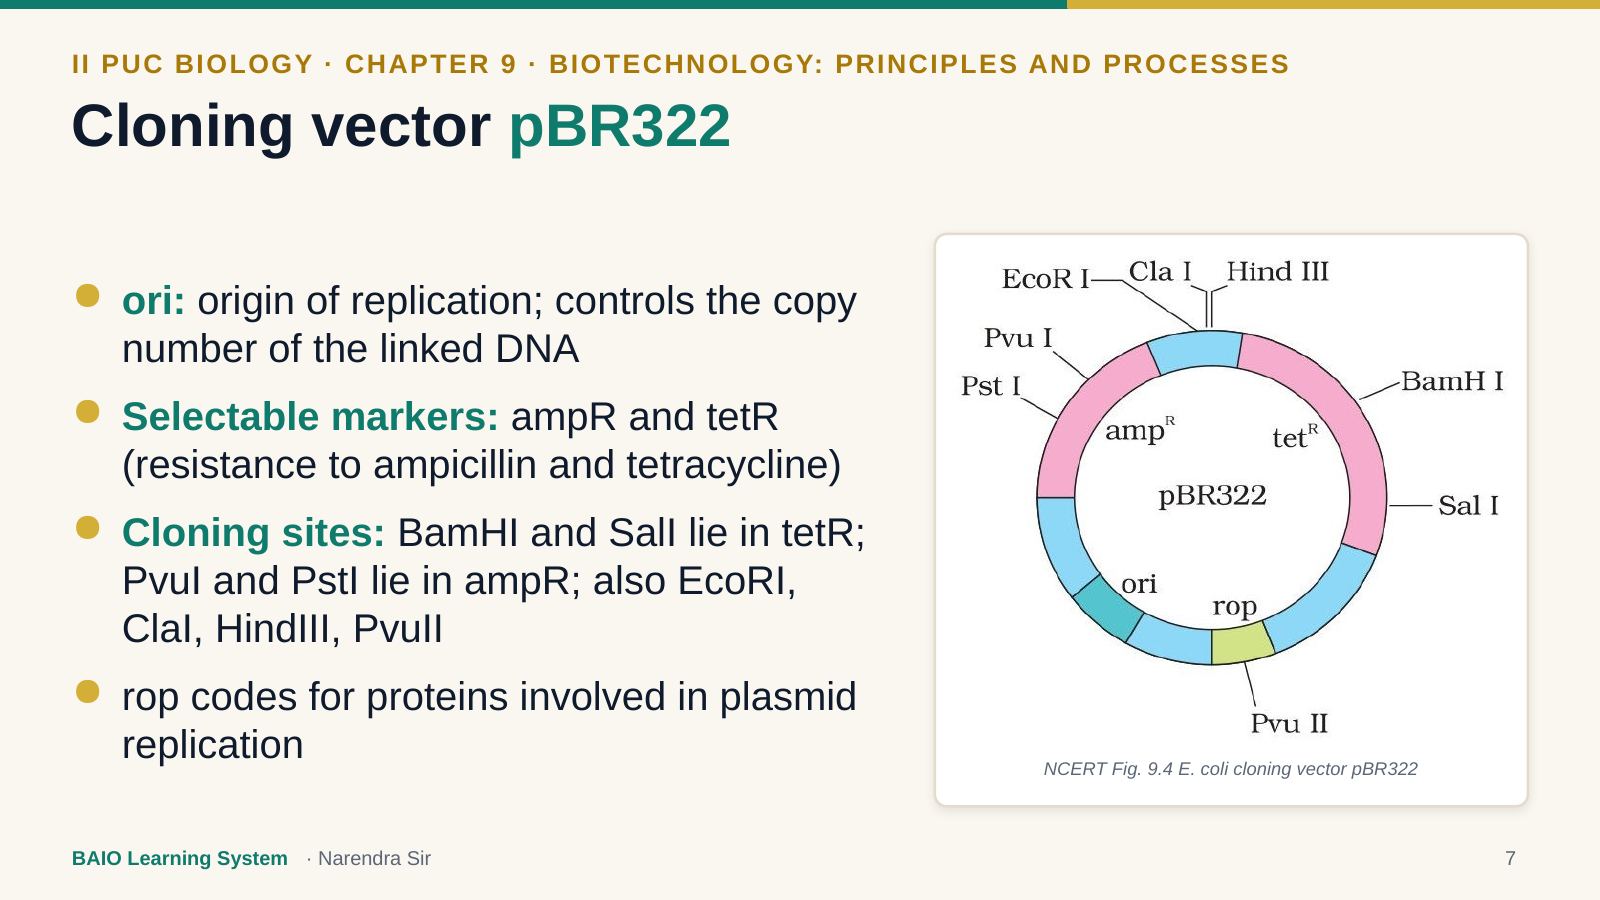 II PUC BIOLOGY · CHAPTER 9 · BIOTECHNOLOGY: PRINCIPLES AND PROCESSES
Cloning vector pBR322
ori: origin of replication; controls the copy
number of the linked DNA
Selectable markers: ampR and tetR
(resistance to ampicillin and tetracycline)
Cloning sites: BamHI and SalI lie in tetR;
PvuI and PstI lie in ampR; also EcoRI,
ClaI, HindIII, PvuII
rop codes for proteins involved in plasmid
replication
EcoR I
Cla I
Hind III
Pvu I
Pst I
BamH I
amp^R
tet^R
pBR322
Sal I
ori
rop
Pvu II
NCERT Fig. 9.4 E. coli cloning vector pBR322
BAIO Learning System · Narendra Sir
7